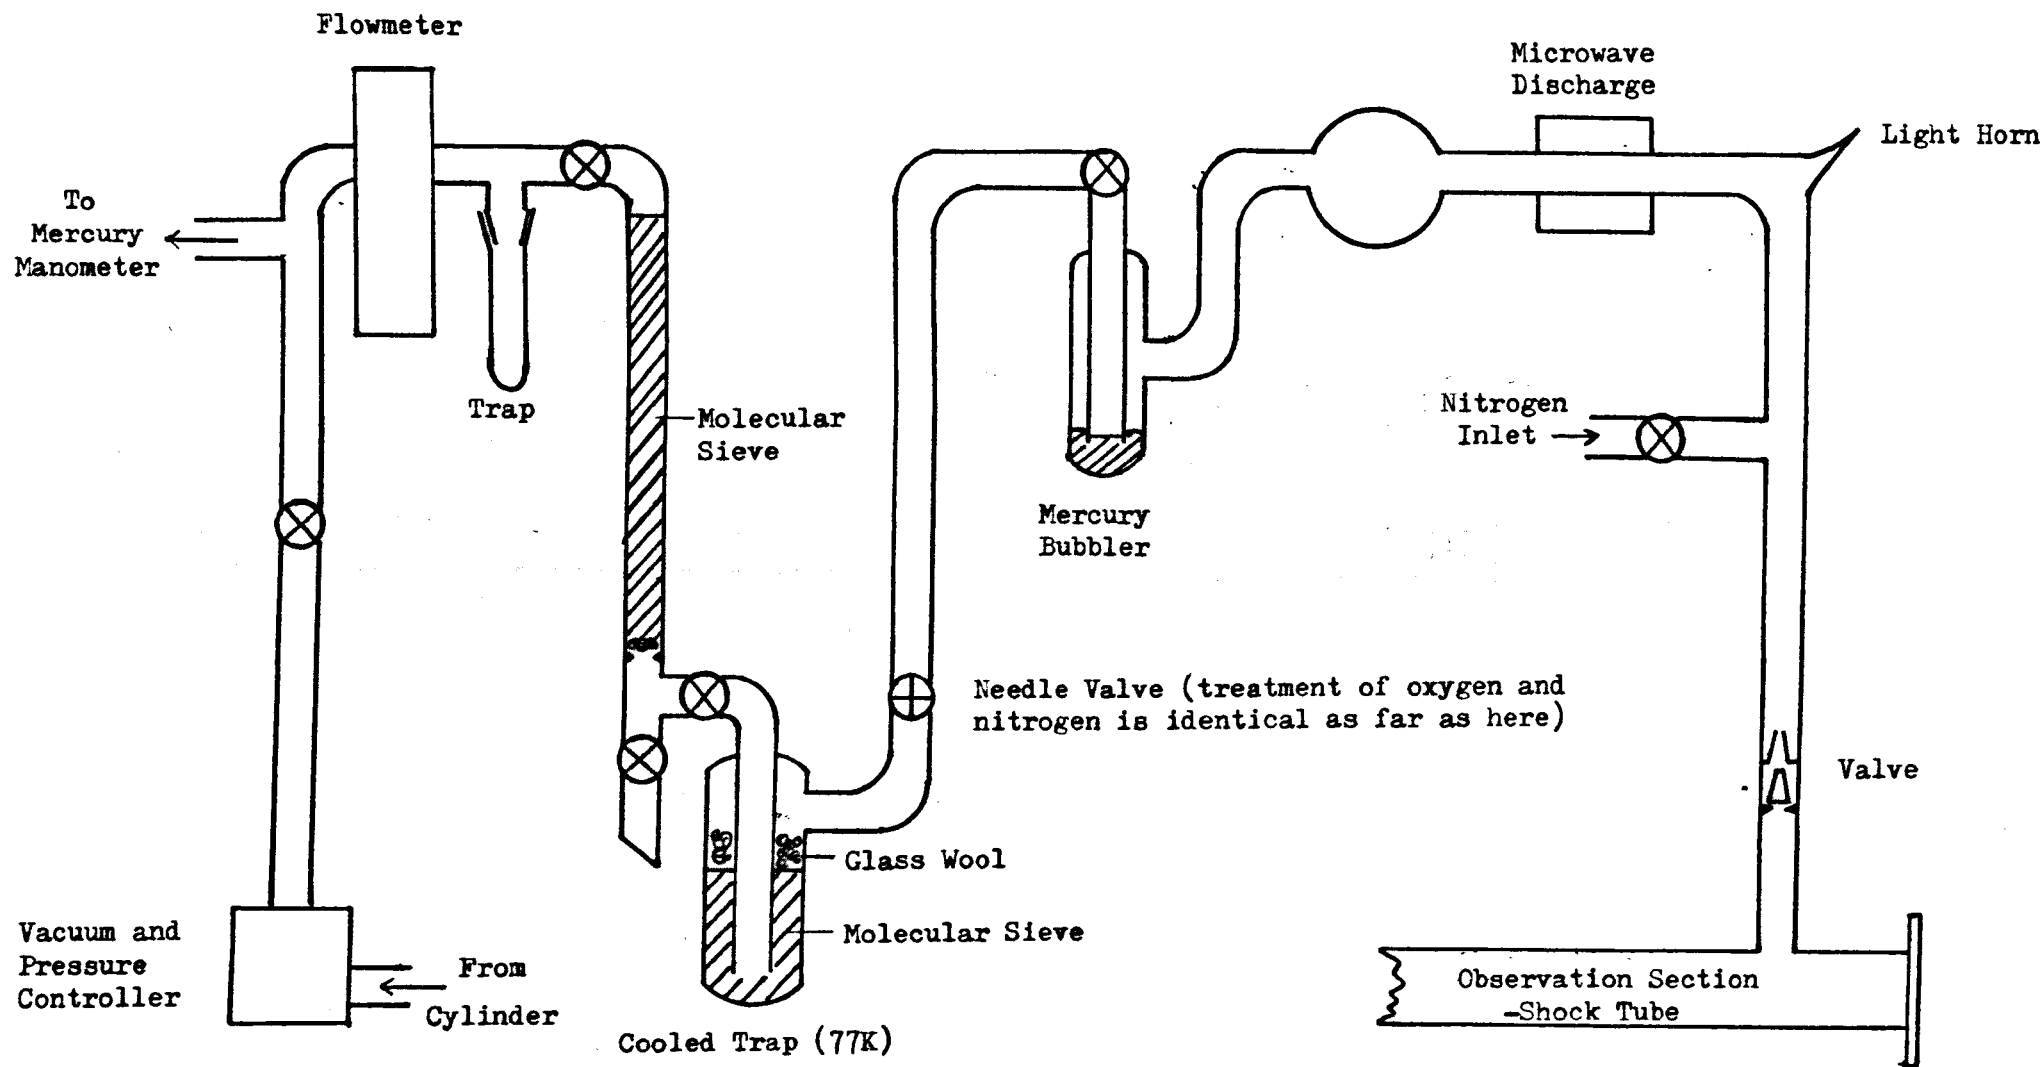 Flowmeter
Microwave
Discharge
Light Horn
To
Mercury
Manometer
Trap
Molecular
Sieve
Nitrogen
Inlet
Mercury
Bubbler
Needle Valve (treatment of oxygen and
nitrogen is identical as far as here)
Valve
Glass Wool
Molecular Sieve
Vacuum and
Pressure
Controller
From
Cylinder
Observation Section
-Shock Tube
Cooled Trap (77K)